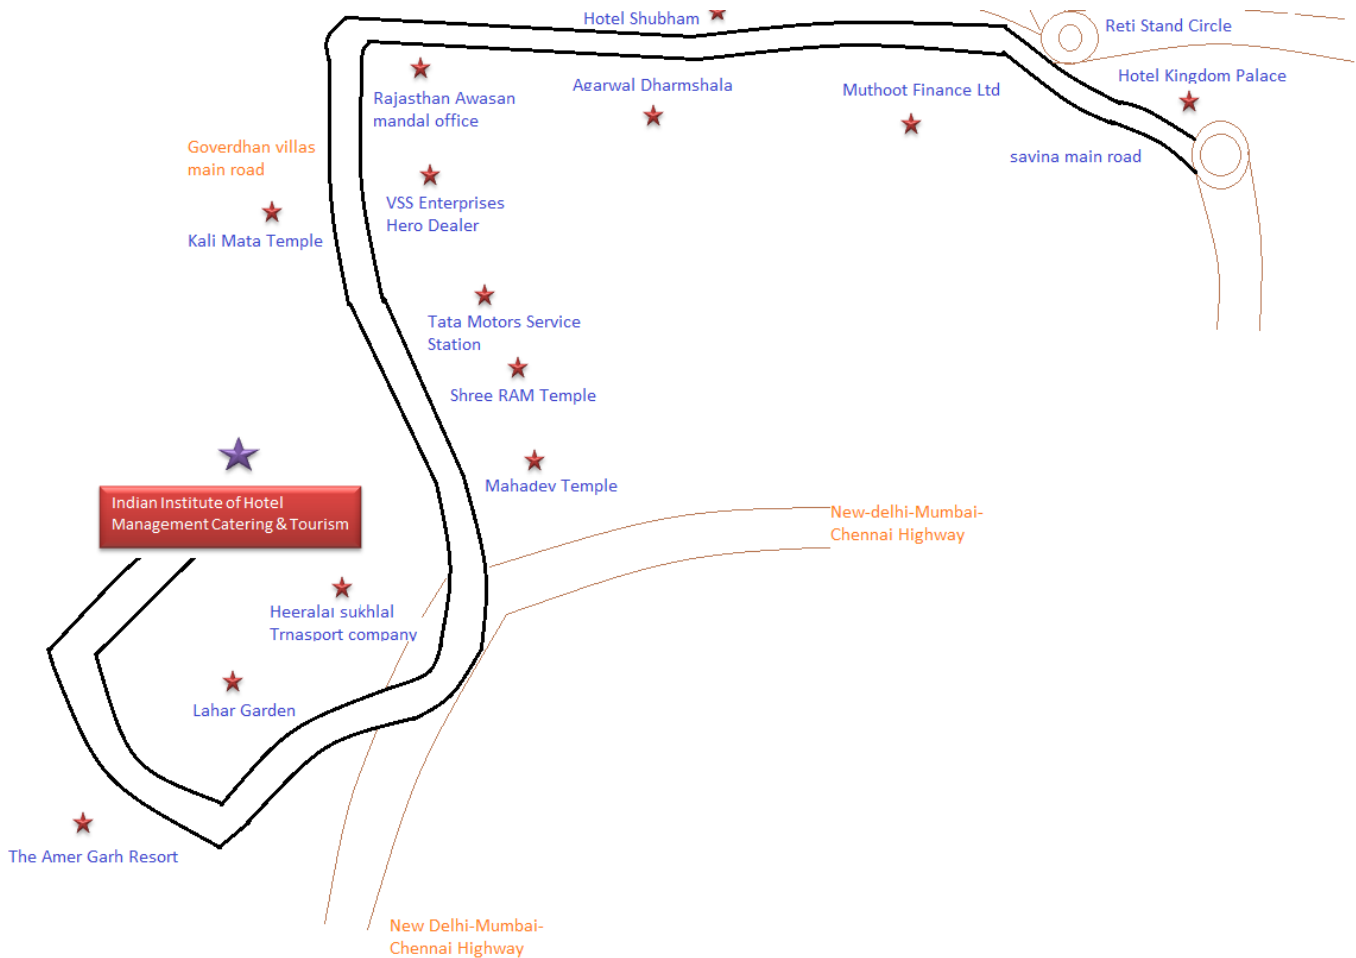 Hotel Shubham
Reti Stand Circle
Hotel Kingdom Palace
Agarwal Dharmshala
Muthoot Finance Ltd
Rajasthan Awasan
mandal office
Goverdhan villas
main road
savina main road
VSS Enterprises
Hero Dealer
Kali Mata Temple
Tata Motors Service
Station
Shree RAM Temple
Mahadev Temple
Indian Institute of Hotel
Management Catering & Tourism
New-delhi-Mumbai-
Chennai Highway
Heeralal sukhlal
Trnasport company
Lahar Garden
The Amer Garh Resort
New Delhi-Mumbai-
Chennai Highway